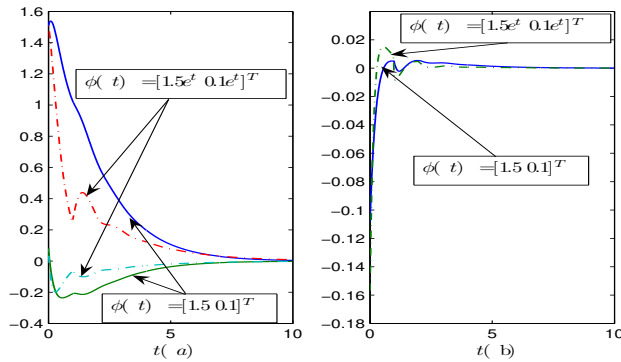 1.6
1.4
1.2
1
0.8
0.6
0.4
0.2
0
−0.2
−0.4
0 5 10
t( a)
ϕ( t) =[1.5e^t 0.1e^t]^T
ϕ( t) =[1.5 0.1]^T
0.02
0
−0.02
−0.04
−0.06
−0.08
−0.1
−0.12
−0.14
−0.16
−0.18
0 5 10
t( b)
ϕ( t) =[1.5e^t 0.1e^t]^T
ϕ( t) =[1.5 0.1]^T